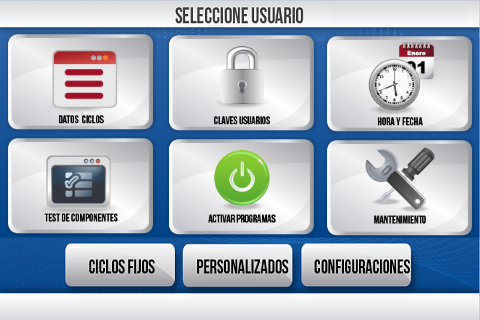 SELECCIONE USUARIO
Enero
01
DATOS CICLOS
CLAVES USUARIOS
HORA Y FECHA
TEST DE COMPONENTES
ACTIVAR PROGRAMAS
MANTENIMIENTO
CICLOS FIJOS
PERSONALIZADOS
CONFIGURACIONES